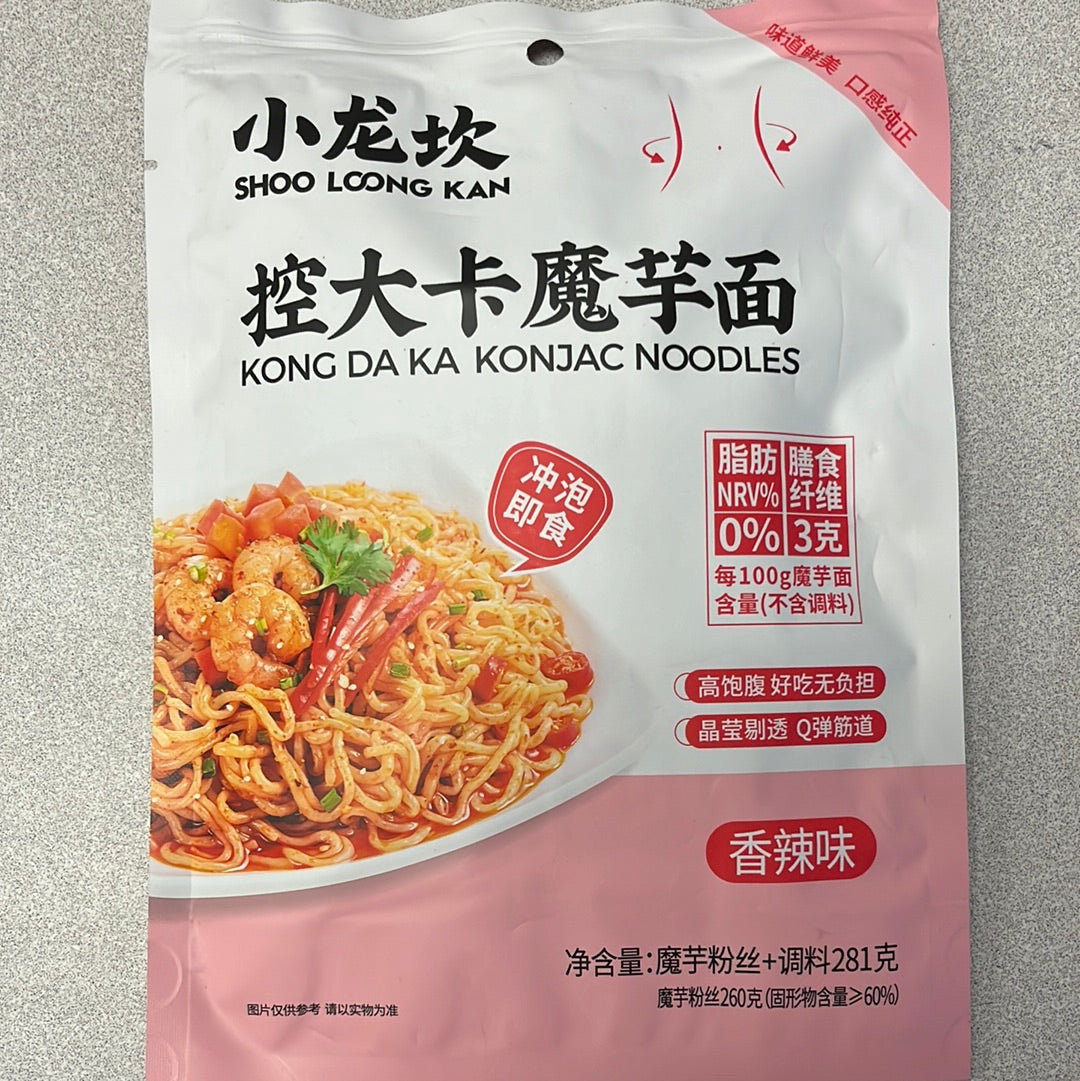 味道鲜美 口感纯正
小龙坎
SHOO LOONG KAN
控大卡魔芋面
KONG DA KA KONJAC NOODLES
冲泡
即食
脂肪 膳食
NRV% 纤维
0% 3克
每100g魔芋面
含量(不含调料)
高饱腹 好吃无负担
晶莹剔透 Q弹筋道
香辣味
净含量:魔芋粉丝+调料281克
魔芋粉丝260克(固形物含量≥60%)
图片仅供参考 请以实物为准